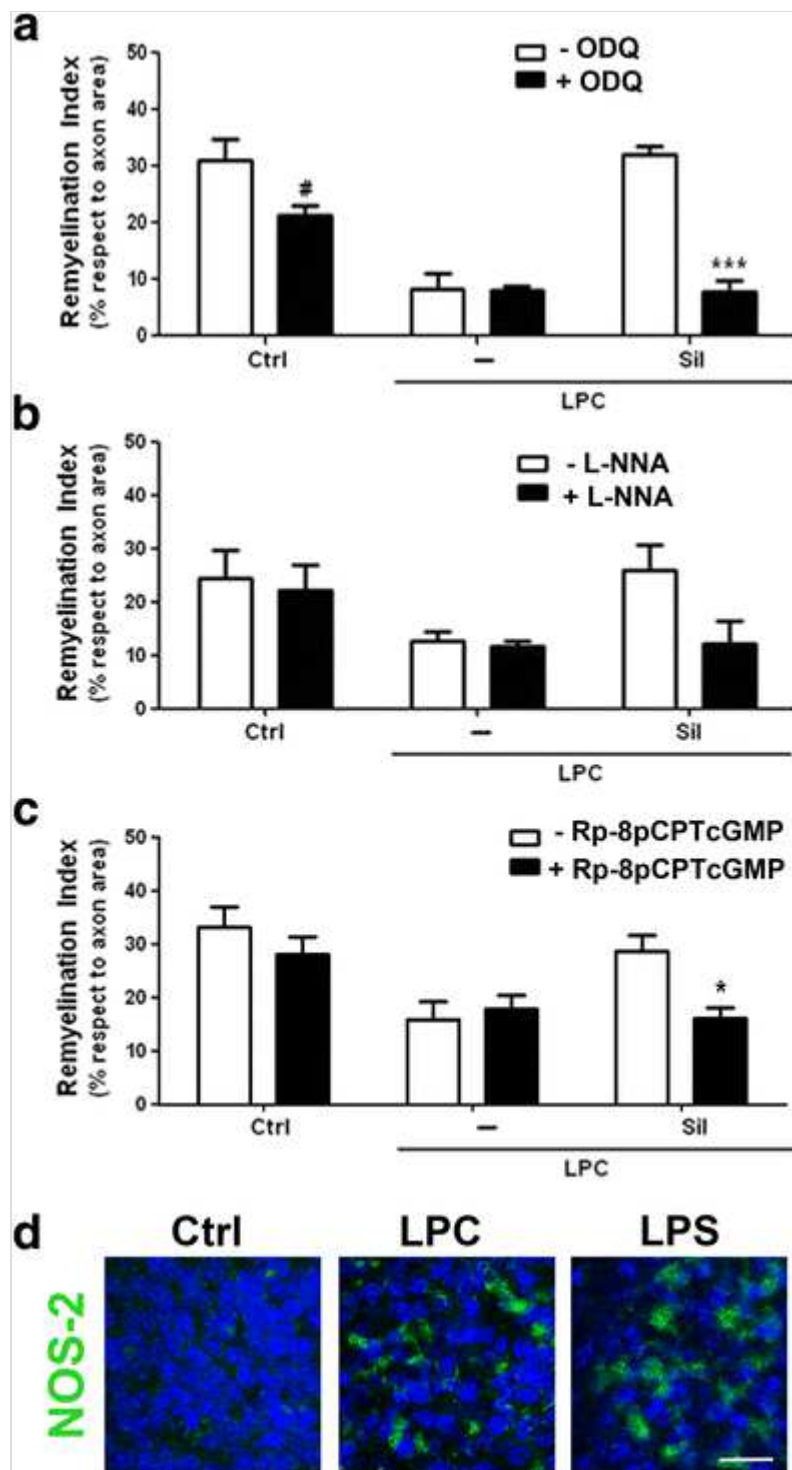 a
- ODQ
+ ODQ
Remyelination Index
(% respect to axon area)
50
40
30
20
10
0
#
***
Ctrl
–
Sil
LPC
b
- L-NNA
+ L-NNA
Remyelination Index
(% respect to axon area)
50
40
30
20
10
0
Ctrl
–
Sil
LPC
c
- Rp-8pCPTcGMP
+ Rp-8pCPTcGMP
Remyelination Index
(% respect to axon area)
50
40
30
20
10
0
*
Ctrl
–
Sil
LPC
d
Ctrl
LPC
LPS
NOS-2